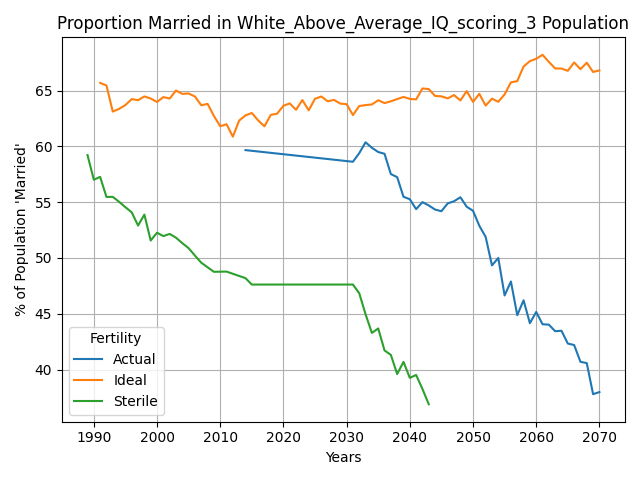 Proportion Married in White_Above_Average_IQ_scoring_3 Population
% of Population 'Married'
65
60
55
50
45
40
Fertility
Actual
Ideal
Sterile
1990 2000 2010 2020 2030 2040 2050 2060 2070
Years